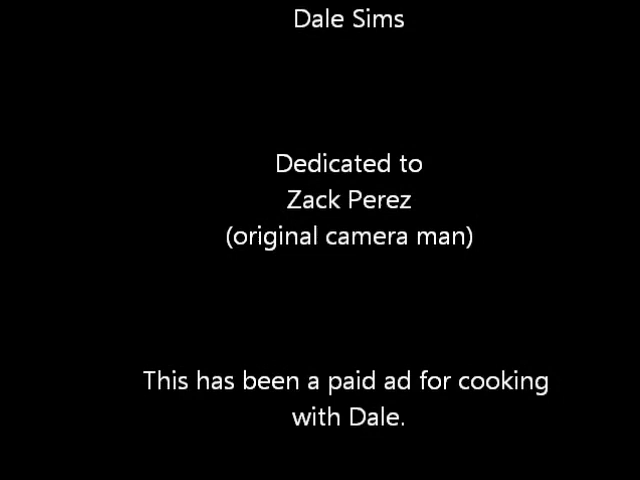 Dale Sims
Dedicated to
Zack Perez
(original camera man)
This has been a paid ad for cooking
with Dale.